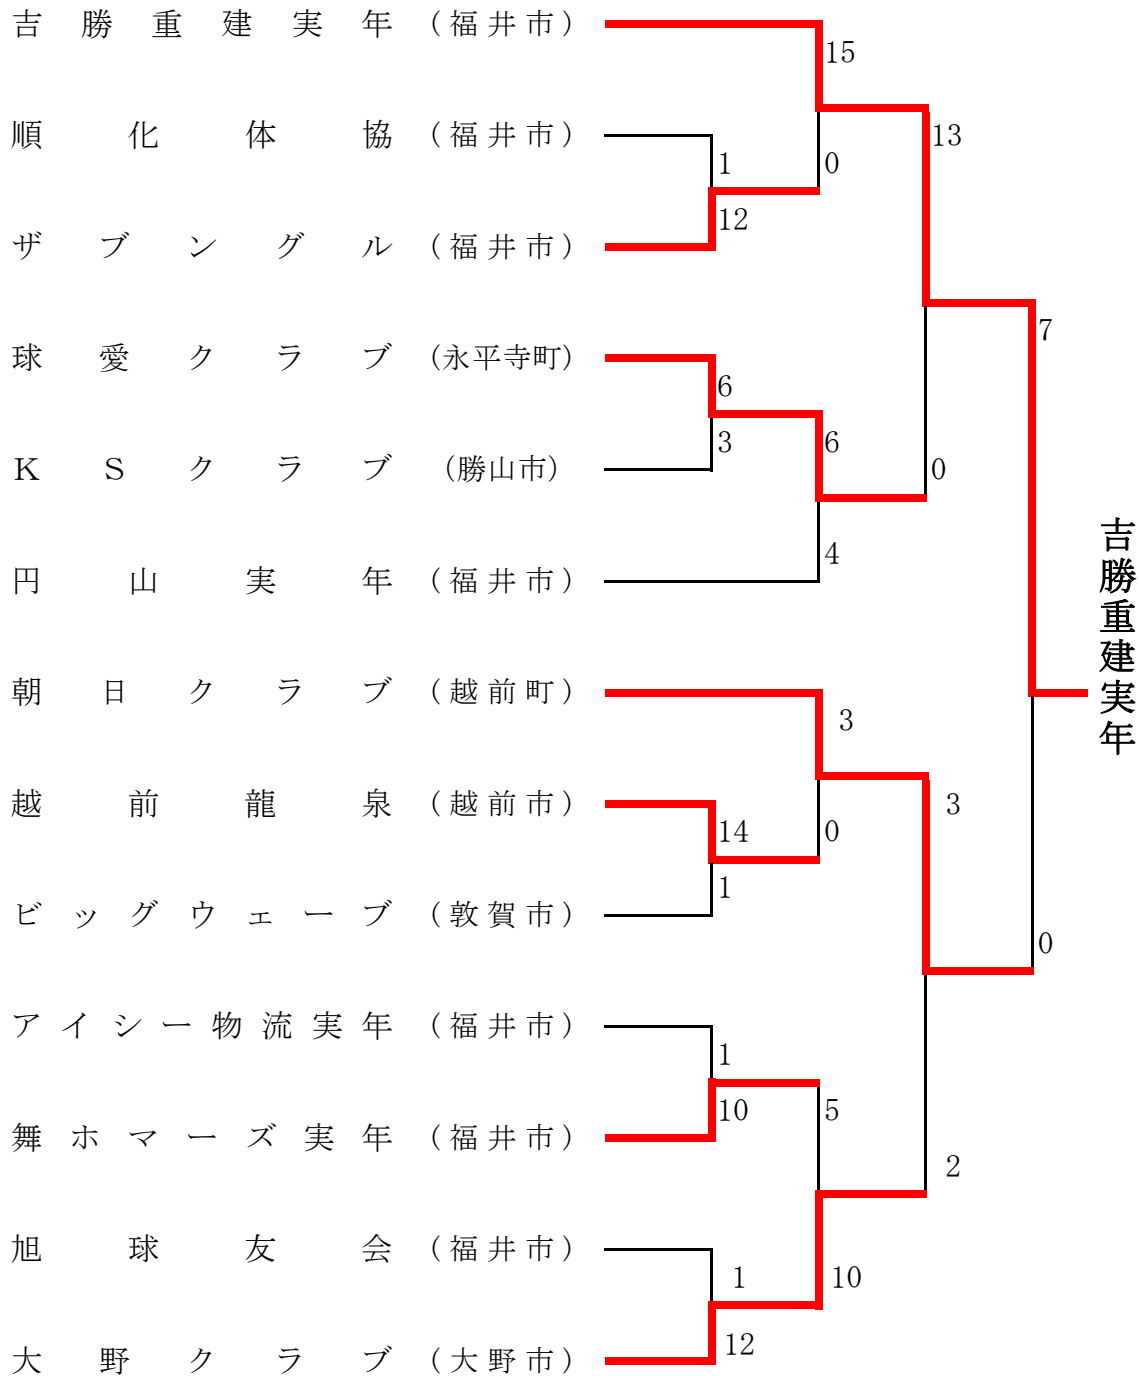 吉勝重建実年 (福井市)
15
順化体協 (福井市)
13
1
0
12
ザブングル (福井市)
7
球愛クラブ (永平寺町)
6
3
6
KSクラブ (勝山市)
0
4
円山実年 (福井市)
吉勝重建実年
朝日クラブ (越前町)
3
越前龍泉 (越前市)
3
14
0
1
ビッグウェーブ (敦賀市)
0
アイシー物流実年 (福井市)
1
10
5
舞ホマーズ実年 (福井市)
2
旭球友会 (福井市)
1
10
12
大野クラブ (大野市)